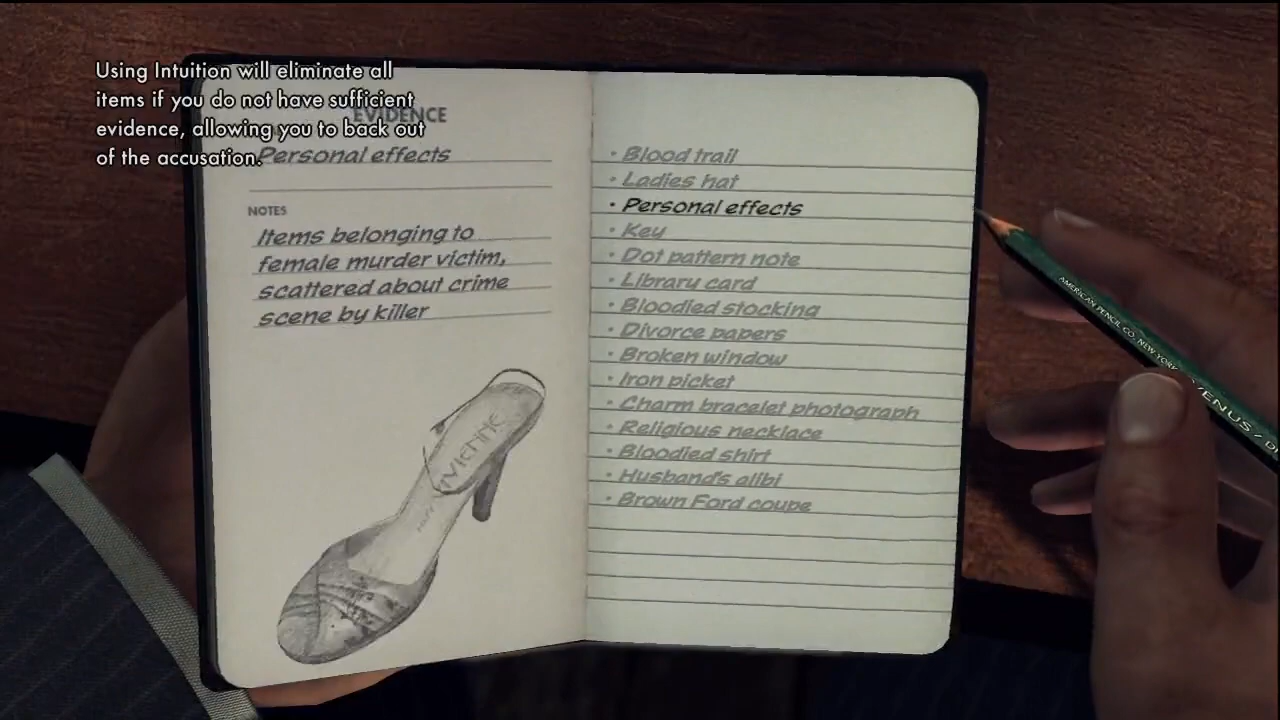 Using Intuition will eliminate all
items if you do not have sufficient
evidence, allowing you to back out
of the accusation.
EVIDENCE
Personal effects
NOTES
Items belonging to
female murder victim,
scattered about crime
scene by killer
• Blood trail
• Ladies hat
• Personal effects
• Key
• Dot pattern note
• Library card
• Bloodied stocking
• Divorce papers
• Broken window
• Iron picket
• Charm bracelet photograph
• Religious necklace
• Bloodied shirt
• Husband's alibi
• Brown Ford coupe
AMERICAN PENCIL CO. NEW YORK
VENUS